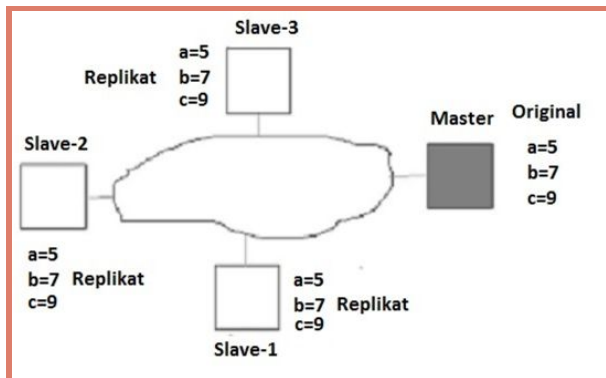 Slave-3
a=5
Replikat b=7
c=9
Master Original
a=5
b=7
c=9
Slave-2
a=5
b=7 Replikat
c=9
a=5
b=7 Replikat
c=9
Slave-1